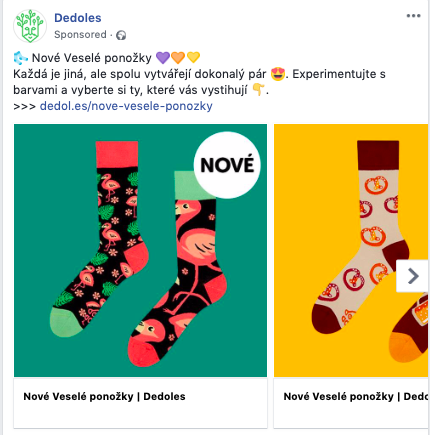 Dedoles
Sponsored ·
Nové Veselé ponožky 💜🧡💛
Každá je jiná, ale spolu vytvářejí dokonalý pár 😍. Experimentujte s
barvami a vyberte si ty, které vás vystihují 👇.
>>> dedol.es/nove-vesele-ponozky
NOVÉ
Nové Veselé ponožky | Dedoles
Nové Veselé ponožky | Dedo